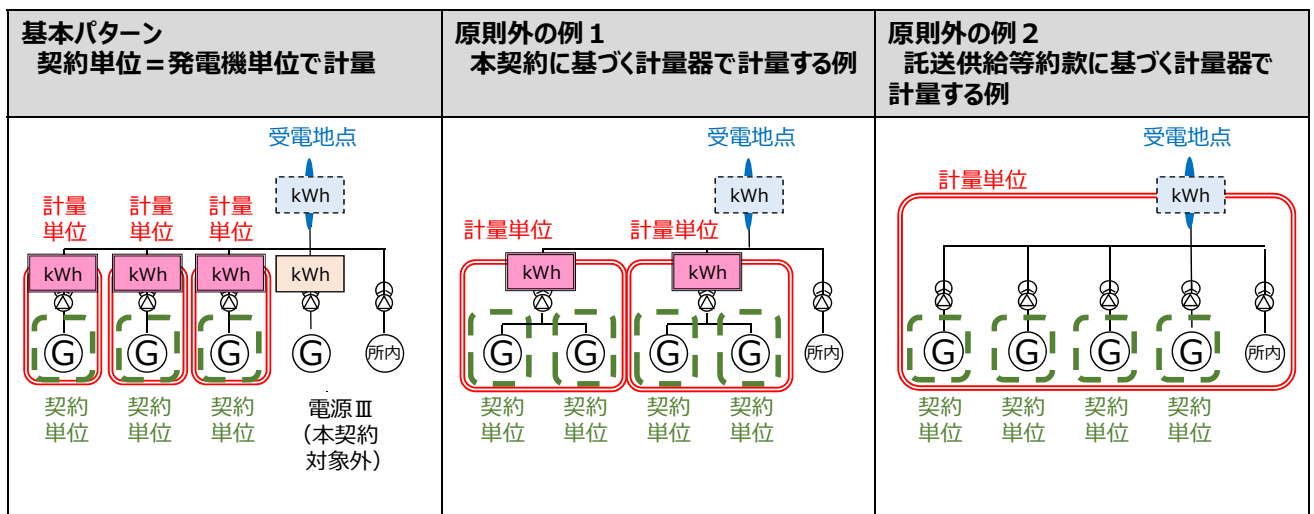 基本パターン
契約単位＝発電機単位で計量
受電地点
kWh
計量 計量 計量
単位 単位 単位
kWh kWh kWh kWh
G G G G 所内
契約 契約 契約 電源Ⅲ
単位 単位 単位 （本契約
対象外）
原則外の例１
本契約に基づく計量器で計量する例
受電地点
kWh
計量単位 計量単位
kWh kWh
G G G G 所内
契約 契約 契約 契約
単位 単位 単位 単位
原則外の例２
託送供給等約款に基づく計量器で
計量する例
受電地点
計量単位
kWh
G G G G 所内
契約 契約 契約 契約
単位 単位 単位 単位